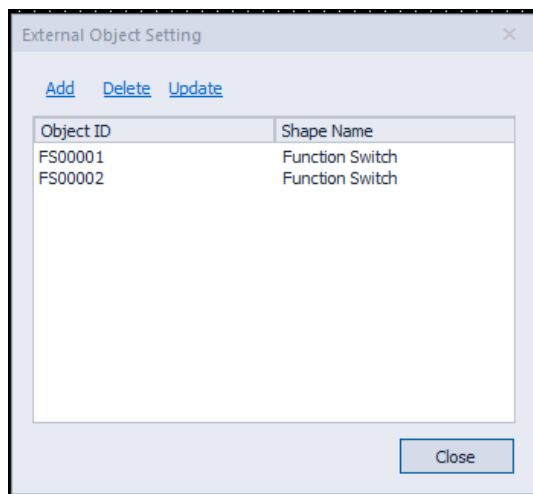 External Object Setting
Add Delete Update
Object ID Shape Name
FS00001 Function Switch
FS00002 Function Switch
Close